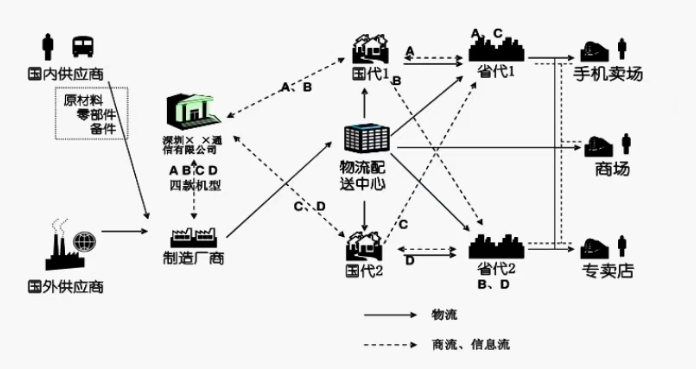 A、C
A
国内供应商
国代1
省代1
手机卖场
A、B
B
原材料
零部件
备件
深圳× ×通
信有限公司
A B C D
四款机型
物流配
送中心
商场
C、D
C
制造厂商
国代2
D
省代2
B、D
专卖店
国外供应商
物流
商流、信息流